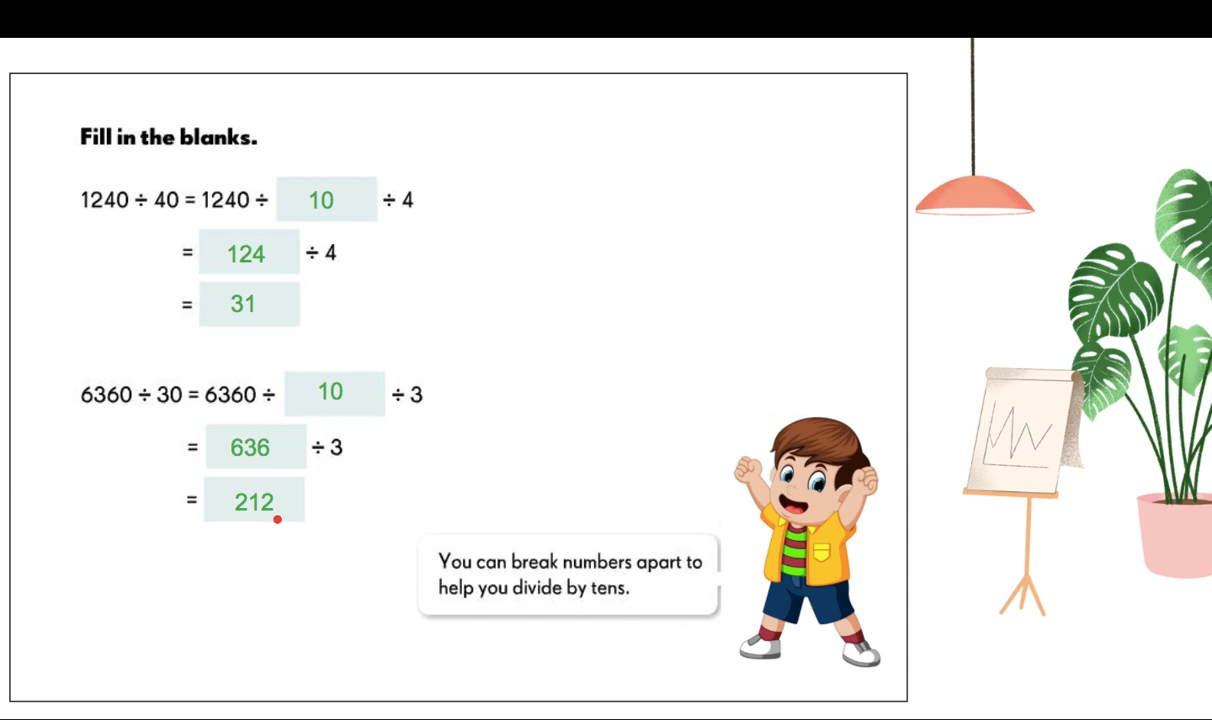 Fill in the blanks.
1240 ÷ 40 = 1240 ÷ 10 ÷ 4
= 124 ÷ 4
= 31
6360 ÷ 30 = 6360 ÷ 10 ÷ 3
= 636 ÷ 3
= 212
You can break numbers apart to
help you divide by tens.